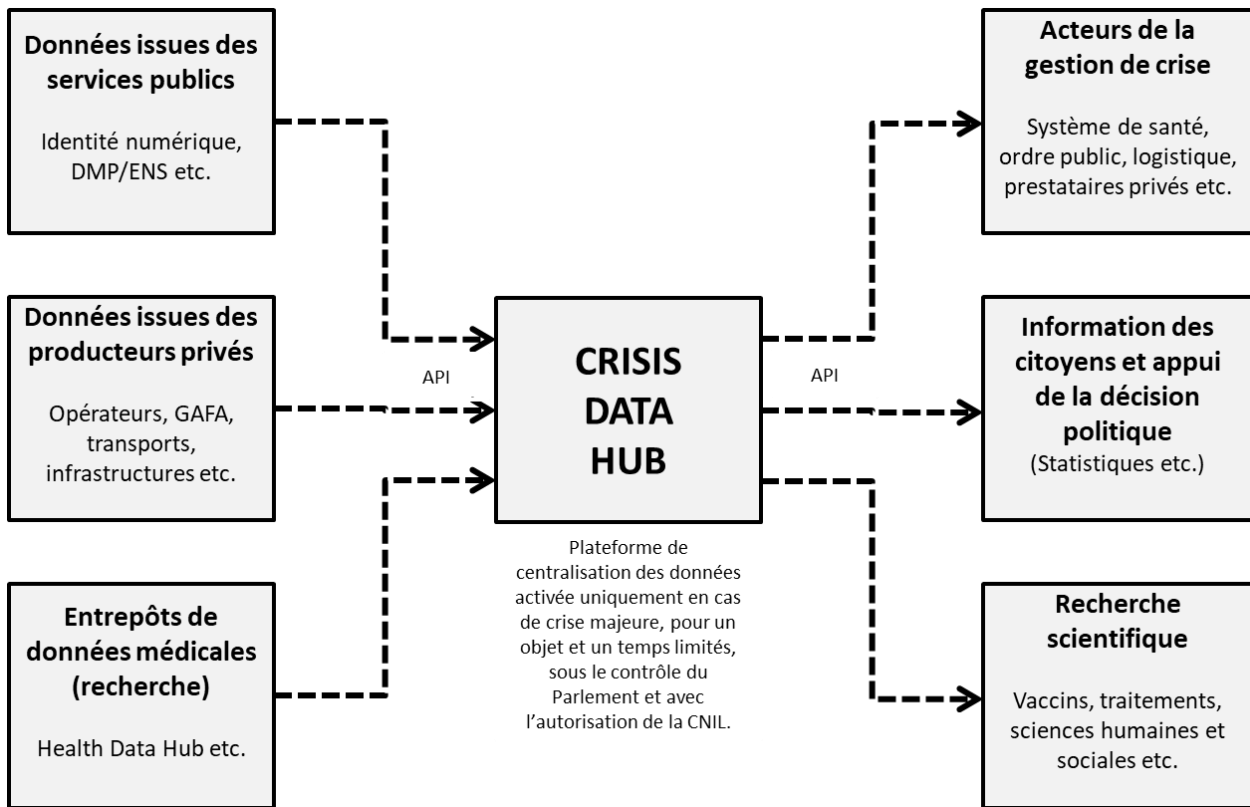 Données issues des
services publics
Identité numérique,
DMP/ENS etc.
Données issues des
producteurs privés
Opérateurs, GAFA,
transports,
infrastructures etc.
Entrepôts de
données médicales
(recherche)
Health Data Hub etc.
API
CRISIS
DATA
HUB
Plateforme de
centralisation des données
activée uniquement en cas
de crise majeure, pour un
objet et un temps limités,
sous le contrôle du
Parlement et avec
l’autorisation de la CNIL.
API
Acteurs de la
gestion de crise
Système de santé,
ordre public, logistique,
prestataires privés etc.
Information des
citoyens et appui
de la décision
politique
(Statistiques etc.)
Recherche
scientifique
Vaccins, traitements,
sciences humaines et
sociales etc.